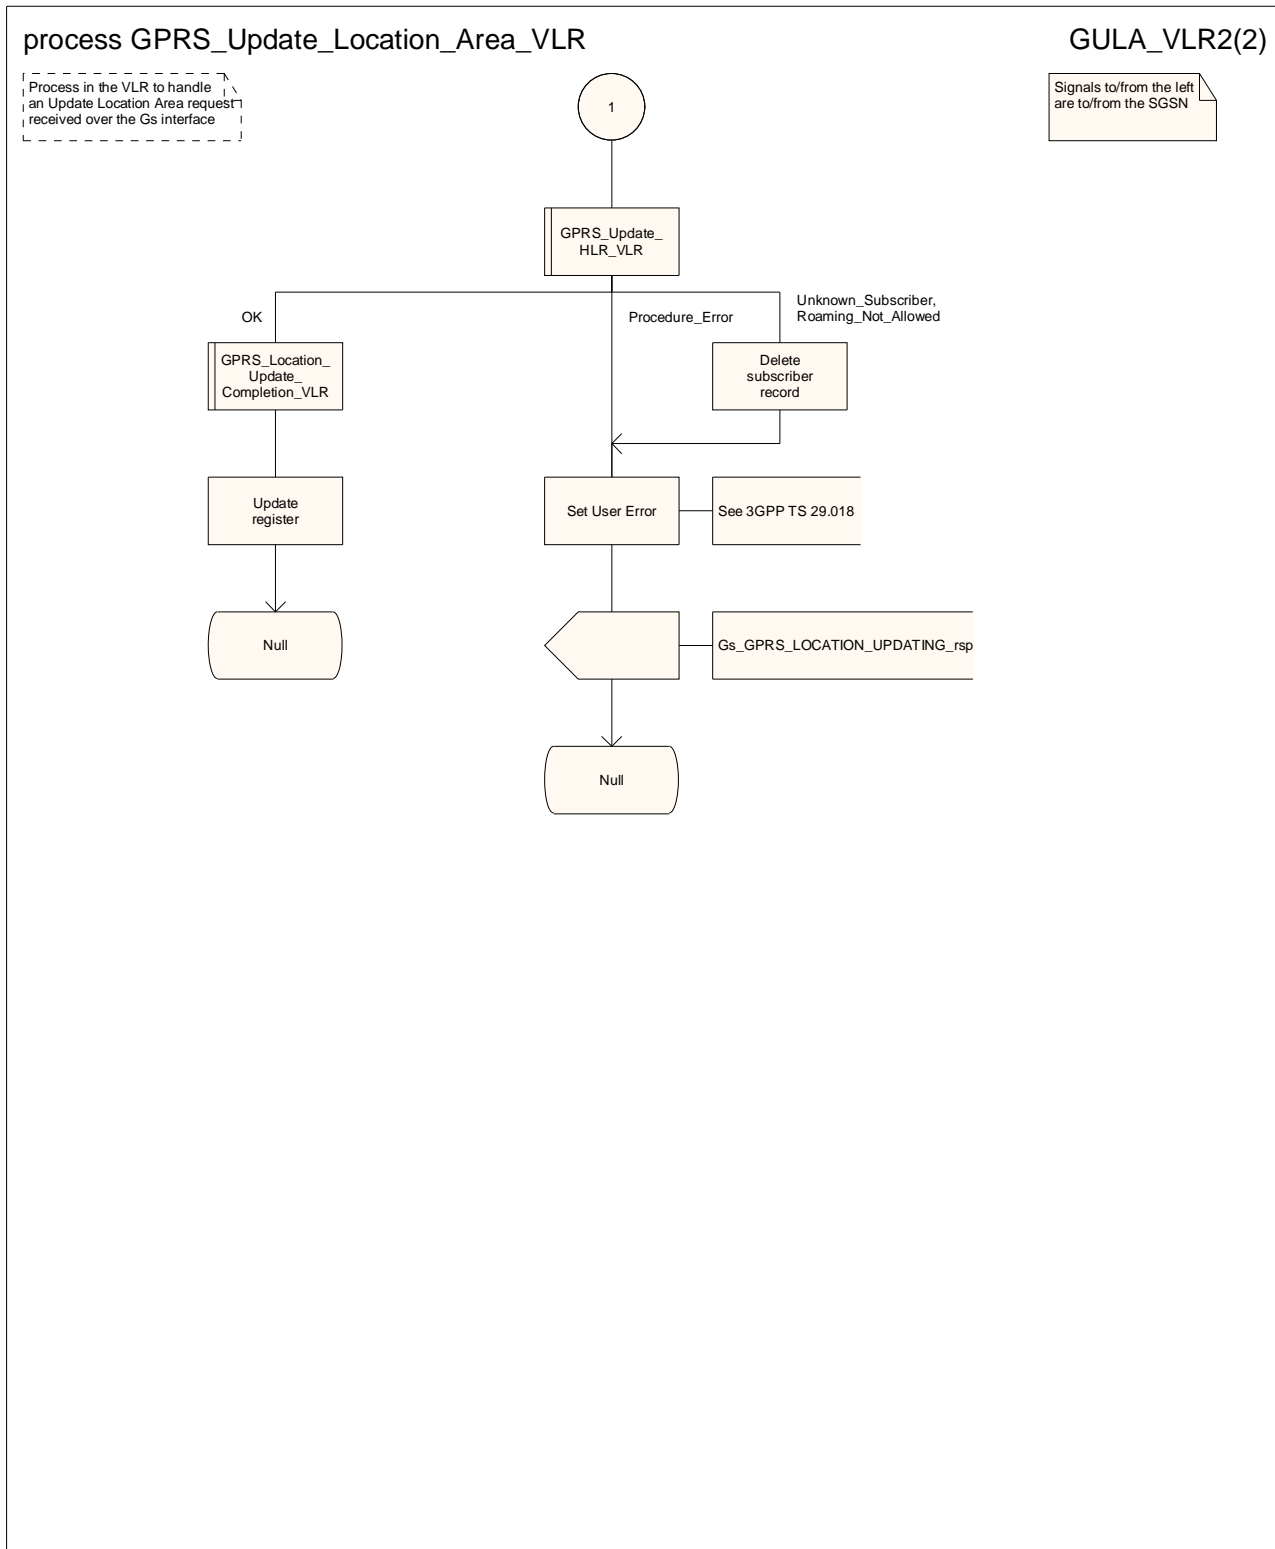 process GPRS_Update_Location_Area_VLR
GULA_VLR2(2)
Process in the VLR to handle
an Update Location Area request
received over the Gs interface
Signals to/from the left
are to/from the SGSN
1
GPRS_Update_
HLR_VLR
OK
Procedure_Error
Unknown_Subscriber,
Roaming_Not_Allowed
GPRS_Location_
Update_
Completion_VLR
Delete
subscriber
record
Update
register
Set User Error
See 3GPP TS 29.018
Null
Gs_GPRS_LOCATION_UPDATING_rsp
Null